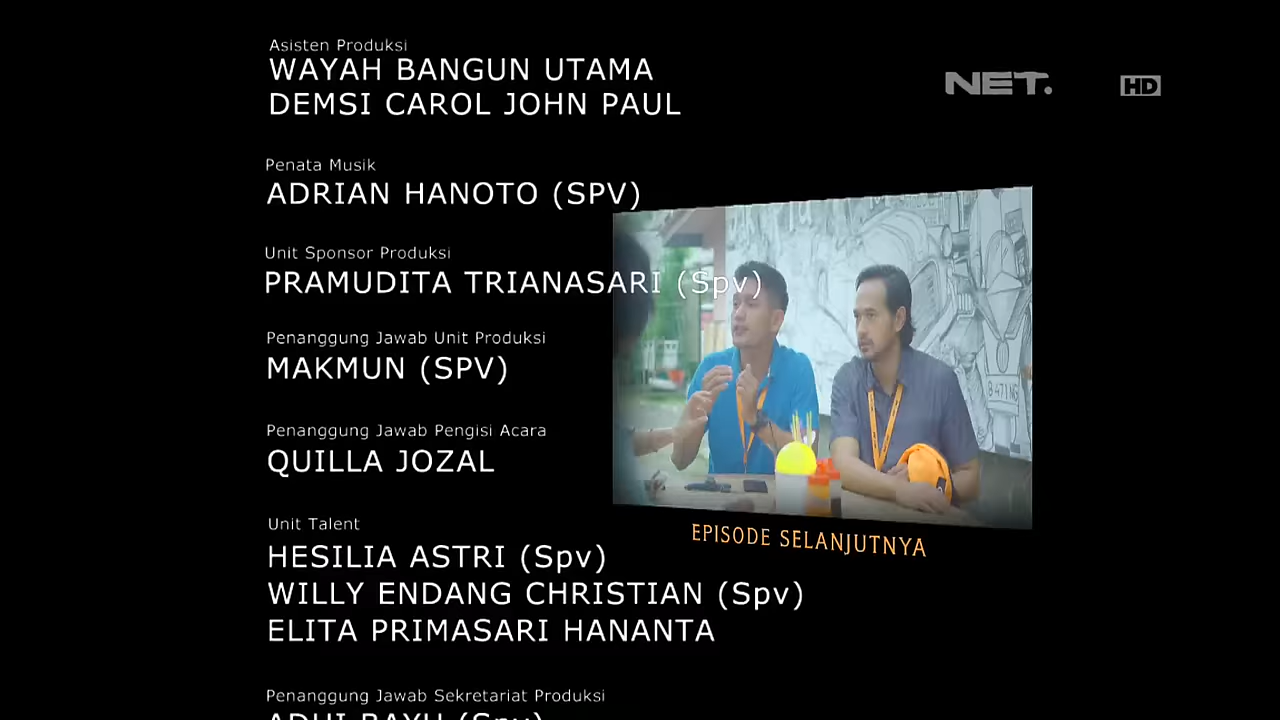 Asisten Produksi
WAYAH BANGUN UTAMA
DEMSI CAROL JOHN PAUL
NET.
HD
Penata Musik
ADRIAN HANOTO (SPV)
Unit Sponsor Produksi
PRAMUDITA TRIANASARI (Spv)
Penanggung Jawab Unit Produksi
MAKMUN (SPV)
B 471 NG
Penanggung Jawab Pengisi Acara
QUILLA JOZAL
Unit Talent
HESILIA ASTRI (Spv)
WILLY ENDANG CHRISTIAN (Spv)
ELITA PRIMASARI HANANTA
EPISODE SELANJUTNYA
Penanggung Jawab Sekretariat Produksi